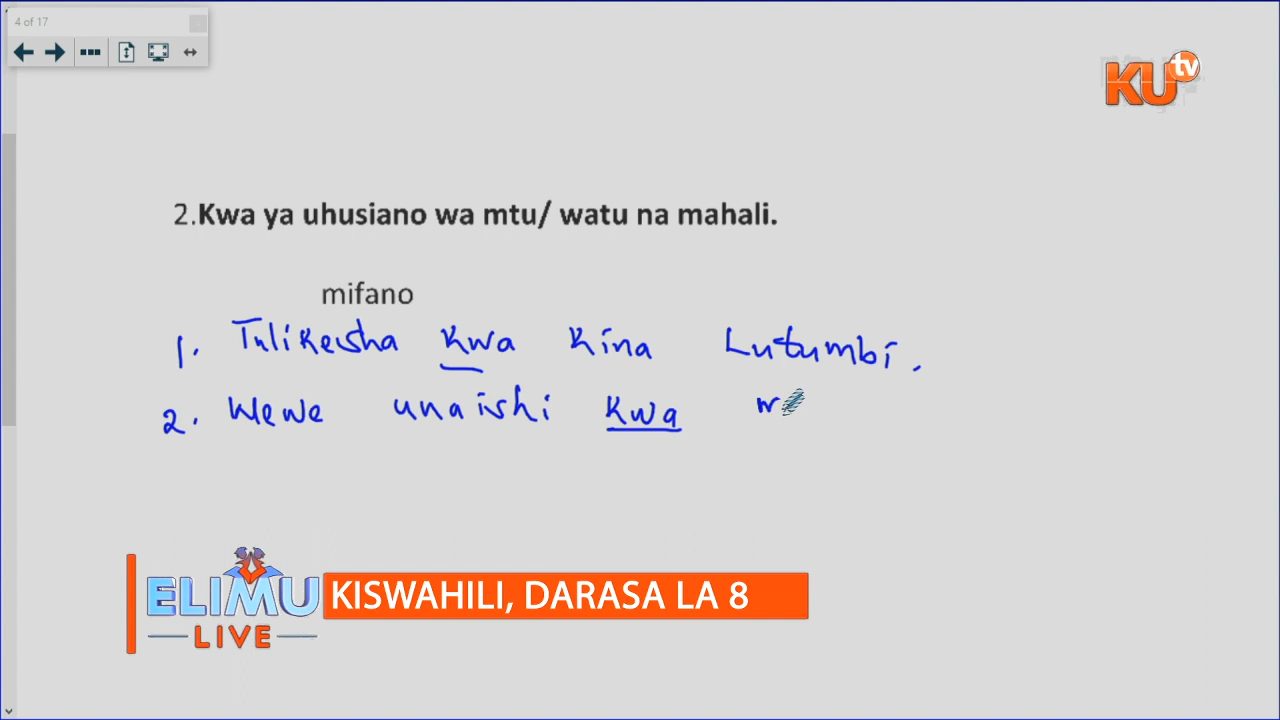 4 of 17
KU tv
2.Kwa ya uhusiano wa mtu/ watu na mahali.
mifano
1. Tulikesha Kwa Kina Lutumbi.
2. Wewe unaishi Kwa
ELIMU
LIVE
KISWAHILI, DARASA LA 8